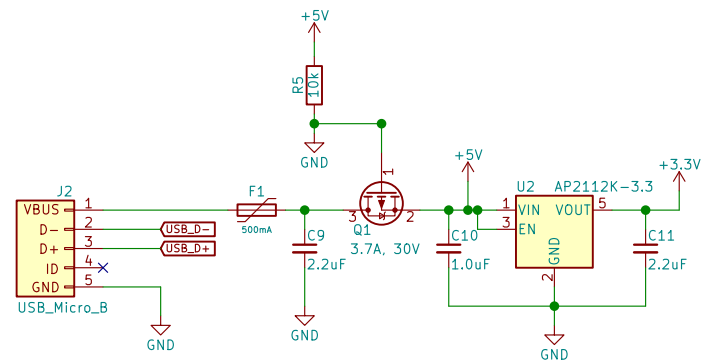 +5V
R5
10k
GND
1
+5V
J2
F1
U2
AP2112K-3.3
+3.3V
VBUS
1
500mA
3
2
1
VIN
VOUT
5
D-
2
USB_D-
Q1
C9
C10
3
EN
C11
D+
3
USB_D+
3.7A, 30V
GND
ID
4
2.2uF
1.0uF
2.2uF
GND
5
2
USB_Micro_B
GND
GND
GND